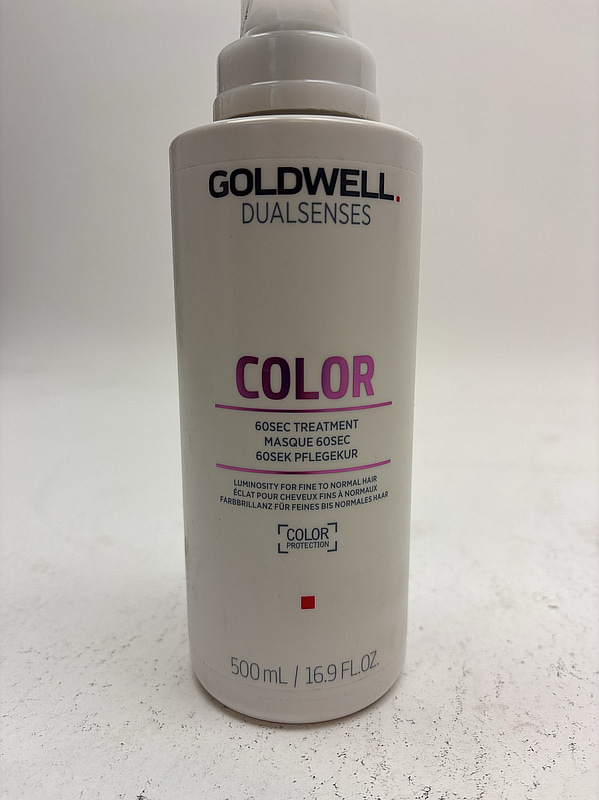 GOLDWELL.
DUALSENSES
COLOR
60SEC TREATMENT
MASQUE 60SEC
60SEK PFLEGEKUR
LUMINOSITY FOR FINE TO NORMAL HAIR
ÉCLAT POUR CHEVEUX FINS À NORMAUX
FARBBRILLANZ FÜR FEINES BIS NORMALES HAAR
COLOR
PROTECTION
500 mL / 16.9 FL.OZ.